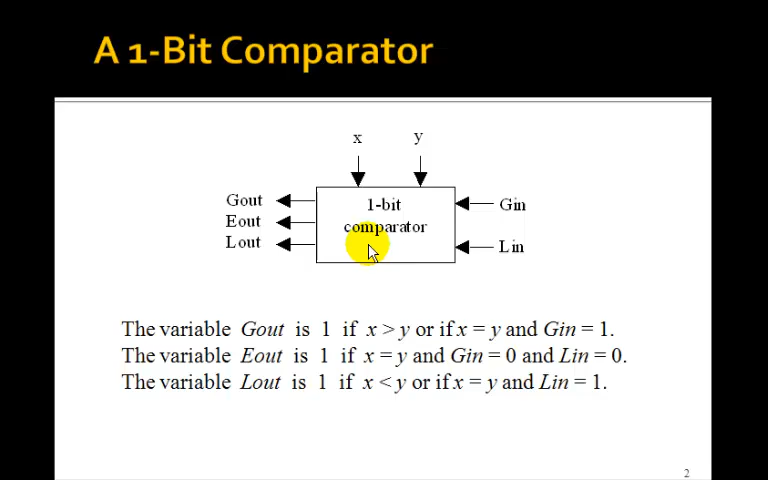 A 1-Bit Comparator
x y
Gout 1-bit Gin
Eout comparator
Lout Lin
The variable Gout is 1 if x > y or if x = y and Gin = 1.
The variable Eout is 1 if x = y and Gin = 0 and Lin = 0.
The variable Lout is 1 if x < y or if x = y and Lin = 1.
2